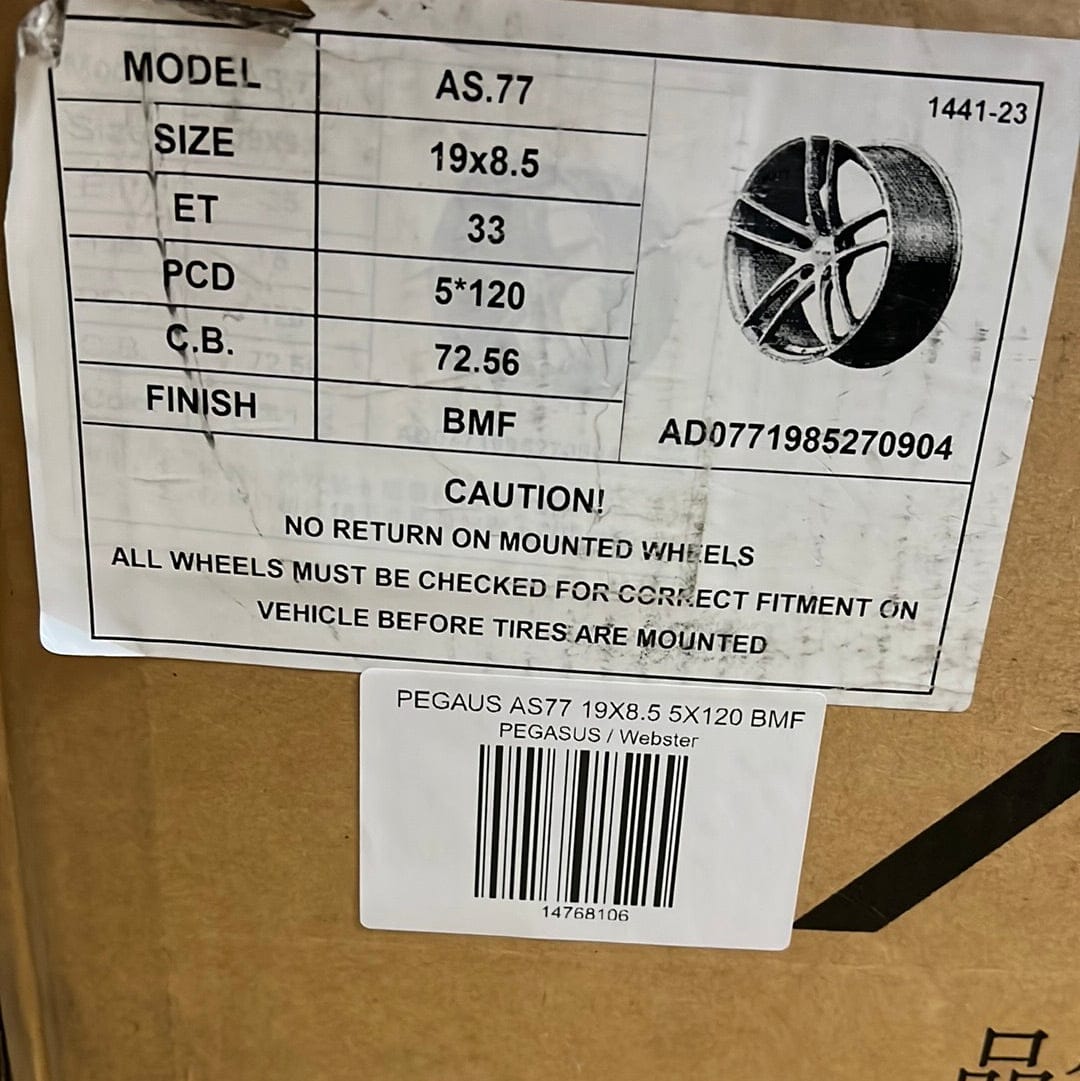 MODEL AS.77
1441-23
SIZE 19x8.5
ET 33
PCD 5*120
C.B. 72.56
FINISH BMF
AD0771985270904
CAUTION!
NO RETURN ON MOUNTED WHEELS
ALL WHEELS MUST BE CHECKED FOR CORRECT FITMENT ON
VEHICLE BEFORE TIRES ARE MOUNTED
PEGAUS AS77 19X8.5 5X120 BMF
PEGASUS / Webster
14768106
品